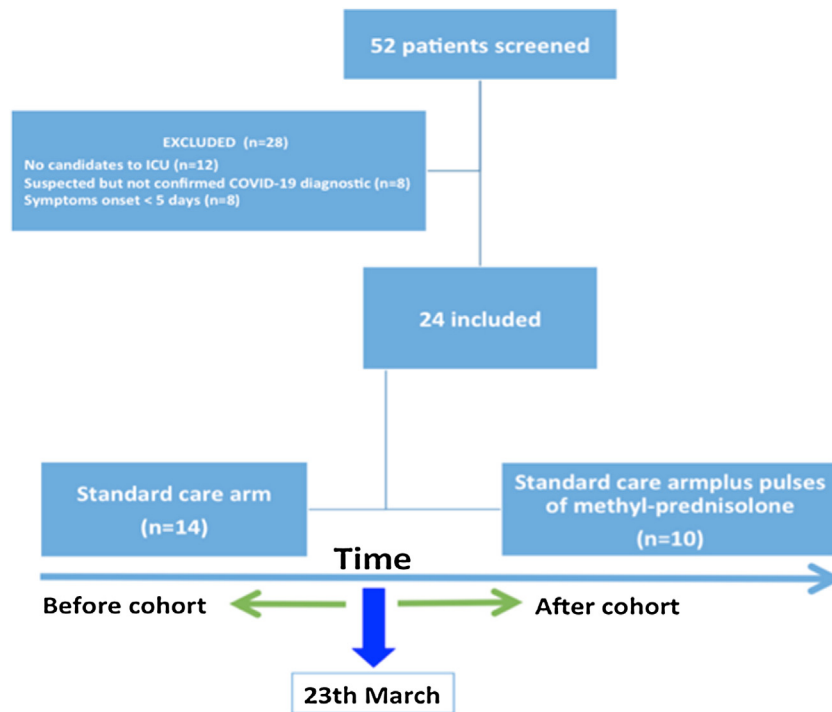 52 patients screened
EXCLUDED (n=28)
No candidates to ICU (n=12)
Suspected but not confirmed COVID-19 diagnostic (n=8)
Symptoms onset < 5 days (n=8)
24 included
Standard care arm
(n=14)
Standard care armplus pulses
of methyl-prednisolone
(n=10)
Time
Before cohort
After cohort
23th March